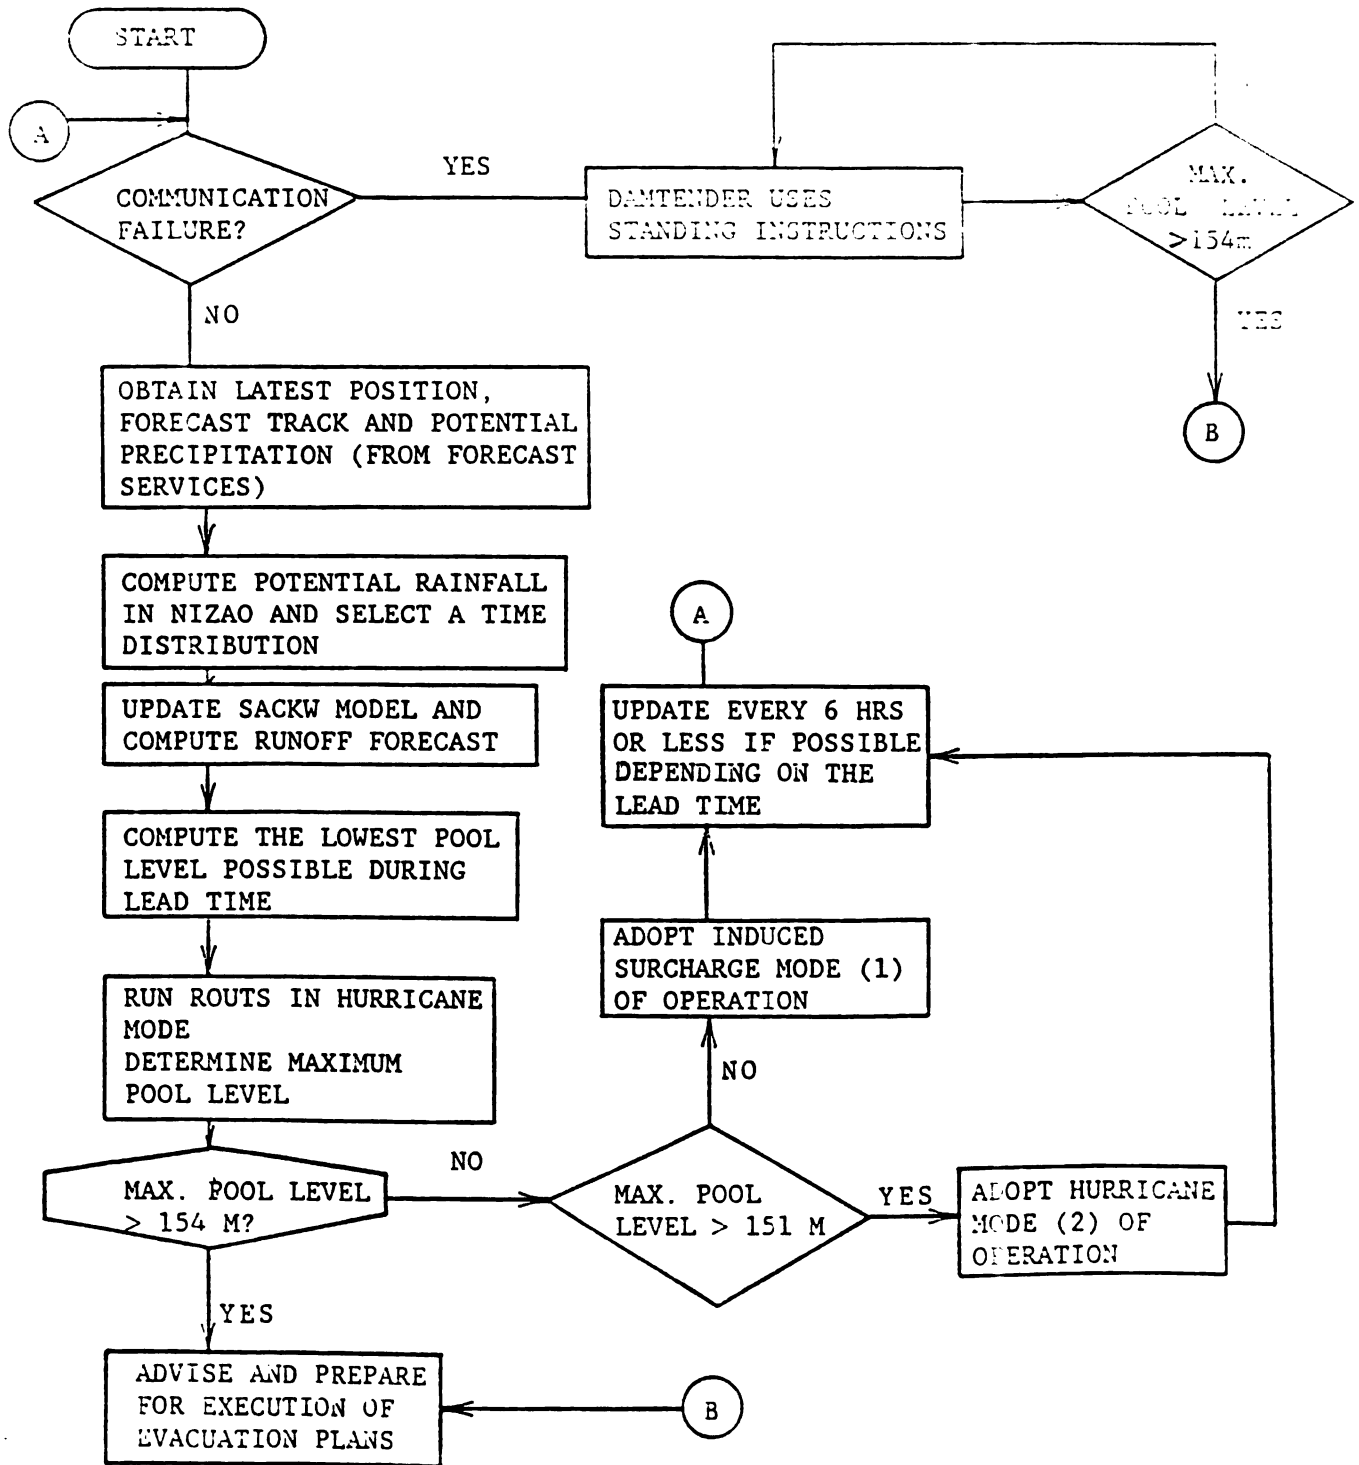 START
A
COMMUNICATION
FAILURE?
YES
DAMTENDER USES
STANDING INSTRUCTIONS
MAX.
POOL LEVEL
>154m
YES
B
NO
OBTAIN LATEST POSITION,
FORECAST TRACK AND POTENTIAL
PRECIPITATION (FROM FORECAST
SERVICES)
COMPUTE POTENTIAL RAINFALL
IN NIZAO AND SELECT A TIME
DISTRIBUTION
UPDATE SACKW MODEL AND
COMPUTE RUNOFF FORECAST
COMPUTE THE LOWEST POOL
LEVEL POSSIBLE DURING
LEAD TIME
RUN ROUTS IN HURRICANE
MODE
DETERMINE MAXIMUM
POOL LEVEL
MAX. POOL LEVEL
> 154 M?
NO
MAX. POOL
LEVEL > 151 M
NO
ADOPT INDUCED
SURCHARGE MODE (1)
OF OPERATION
UPDATE EVERY 6 HRS
OR LESS IF POSSIBLE
DEPENDING ON THE
LEAD TIME
A
YES
ADOPT HURRICANE
MODE (2) OF
OPERATION
YES
ADVISE AND PREPARE
FOR EXECUTION OF
EVACUATION PLANS
B